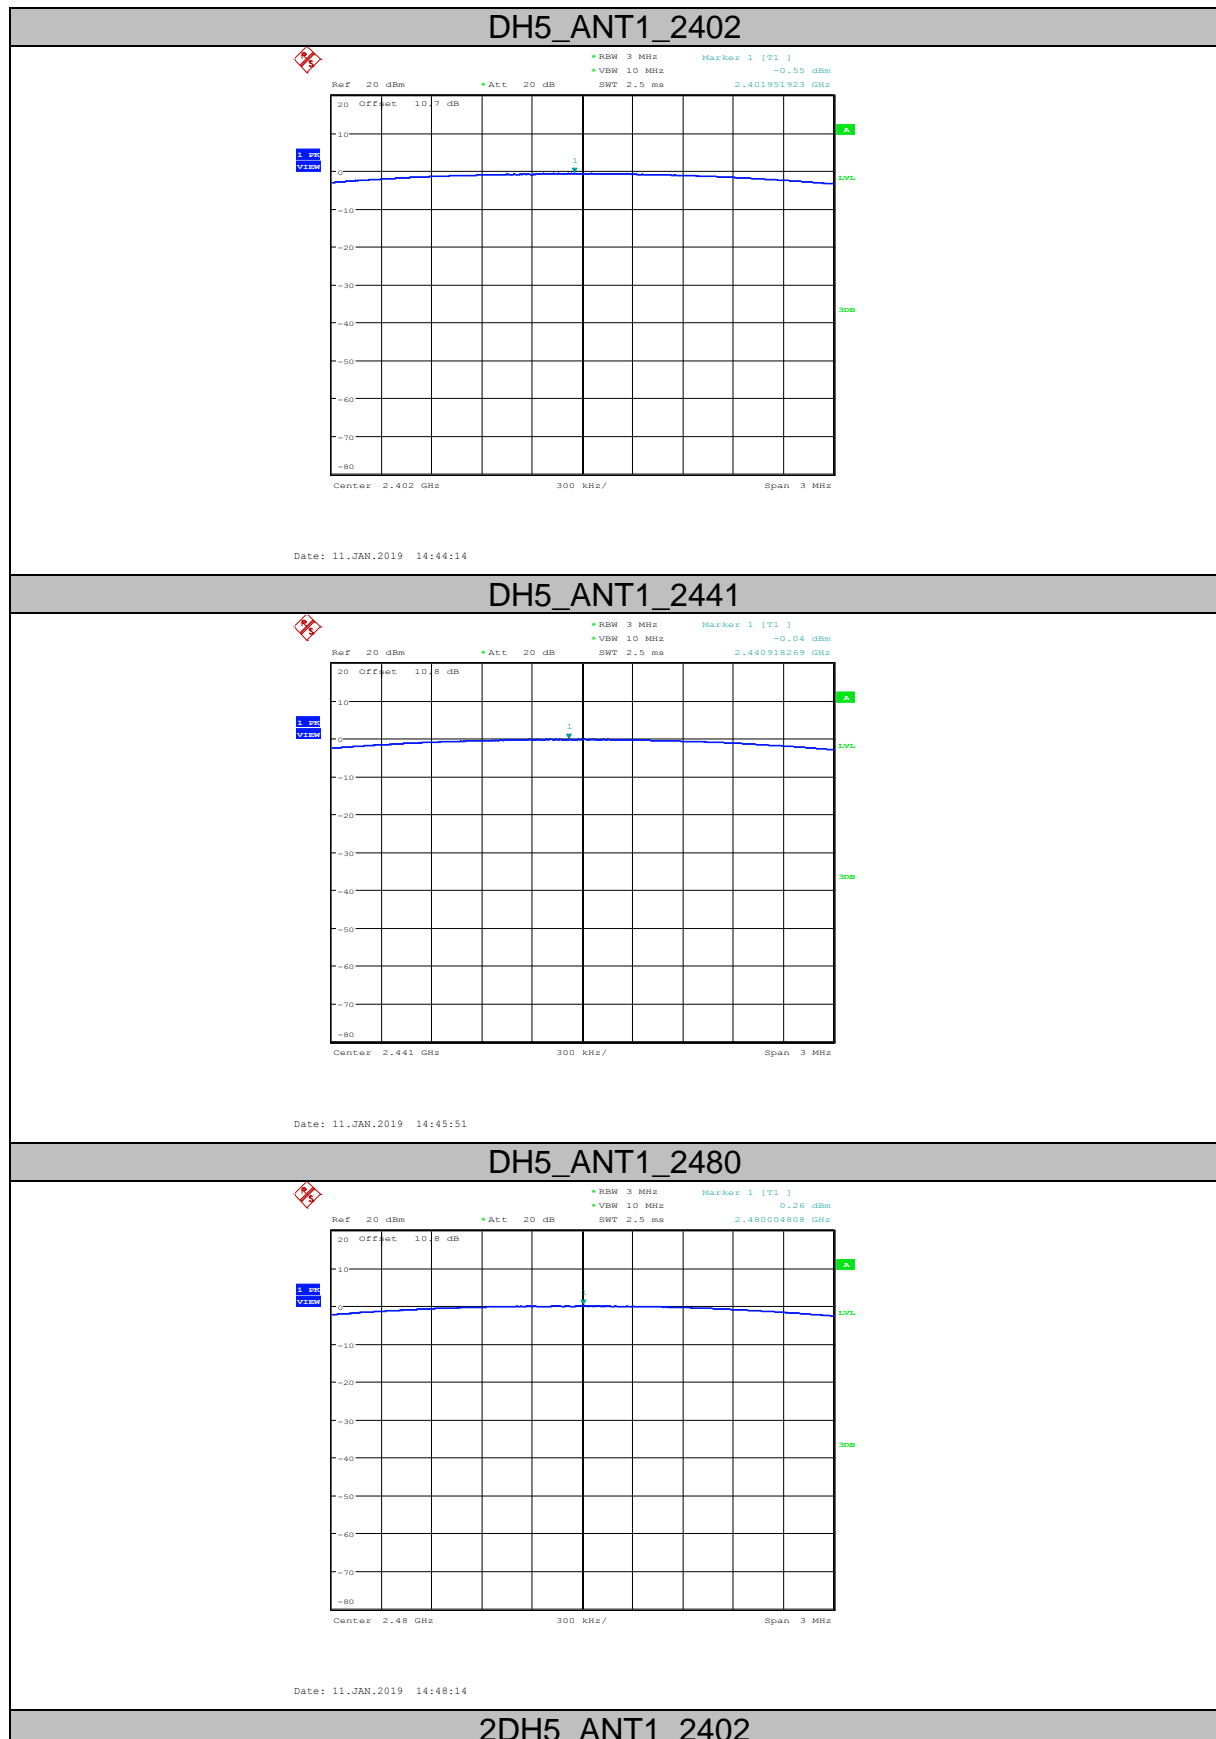 DH5_ANT1_2402
R S
* RBW 3 MHz Marker 1 [T1 ]
* VBW 10 MHz -0.55 dBm
Ref 20 dBm * Att 20 dB SWT 2.5 ms 2.401951923 GHz
20 Offset 10.7 dB
A
10
1 PK
VIEW
1
0
LVL
-10
-20
-30
3DB
-40
-50
-60
-70
-80
Center 2.402 GHz 300 kHz/ Span 3 MHz
Date: 11.JAN.2019 14:44:14
DH5_ANT1_2441
R S
* RBW 3 MHz Marker 1 [T1 ]
* VBW 10 MHz -0.04 dBm
Ref 20 dBm * Att 20 dB SWT 2.5 ms 2.440918269 GHz
20 Offset 10.8 dB
A
10
1 PK
VIEW
1
0
LVL
-10
-20
-30
3DB
-40
-50
-60
-70
-80
Center 2.441 GHz 300 kHz/ Span 3 MHz
Date: 11.JAN.2019 14:45:51
DH5_ANT1_2480
R S
* RBW 3 MHz Marker 1 [T1 ]
* VBW 10 MHz 0.26 dBm
Ref 20 dBm * Att 20 dB SWT 2.5 ms 2.480004808 GHz
20 Offset 10.8 dB
A
10
1 PK
VIEW
1
0
LVL
-10
-20
-30
3DB
-40
-50
-60
-70
-80
Center 2.48 GHz 300 kHz/ Span 3 MHz
Date: 11.JAN.2019 14:48:14
2DH5_ANT1_2402